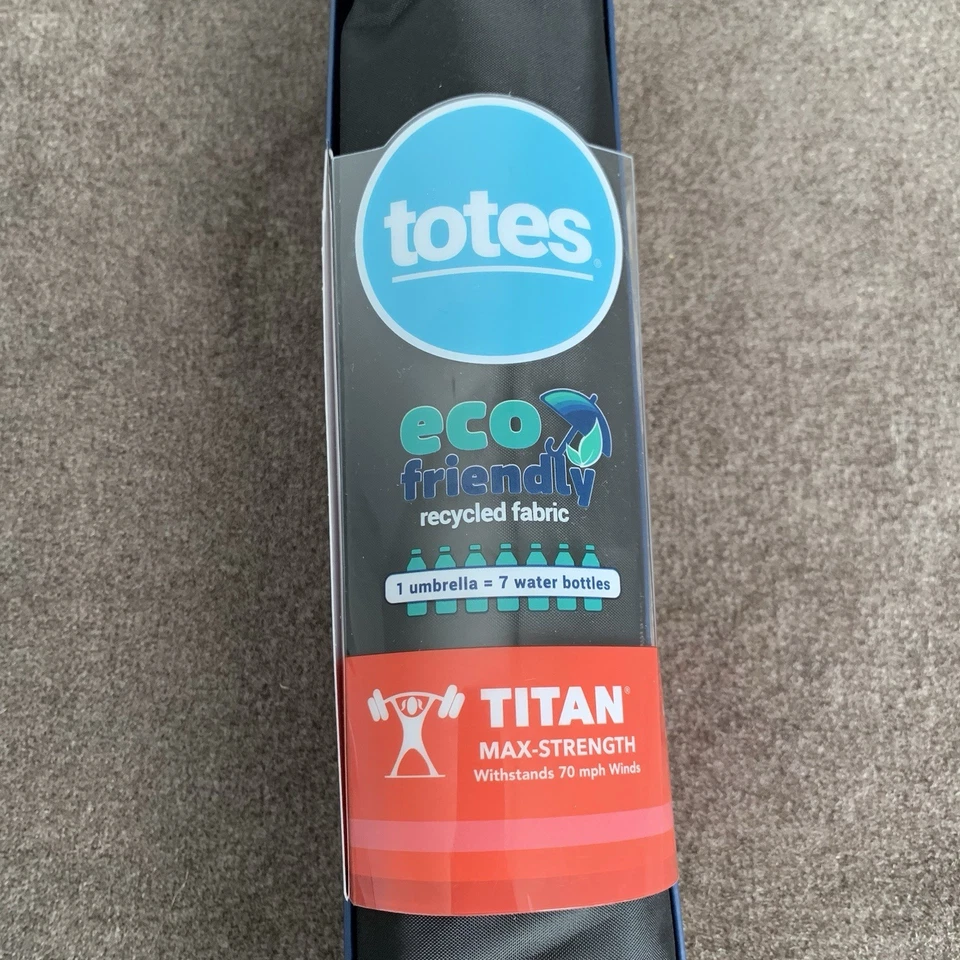 totes®
eco
friendly
recycled fabric
1 umbrella = 7 water bottles
TITAN®
MAX-STRENGTH
Withstands 70 mph Winds